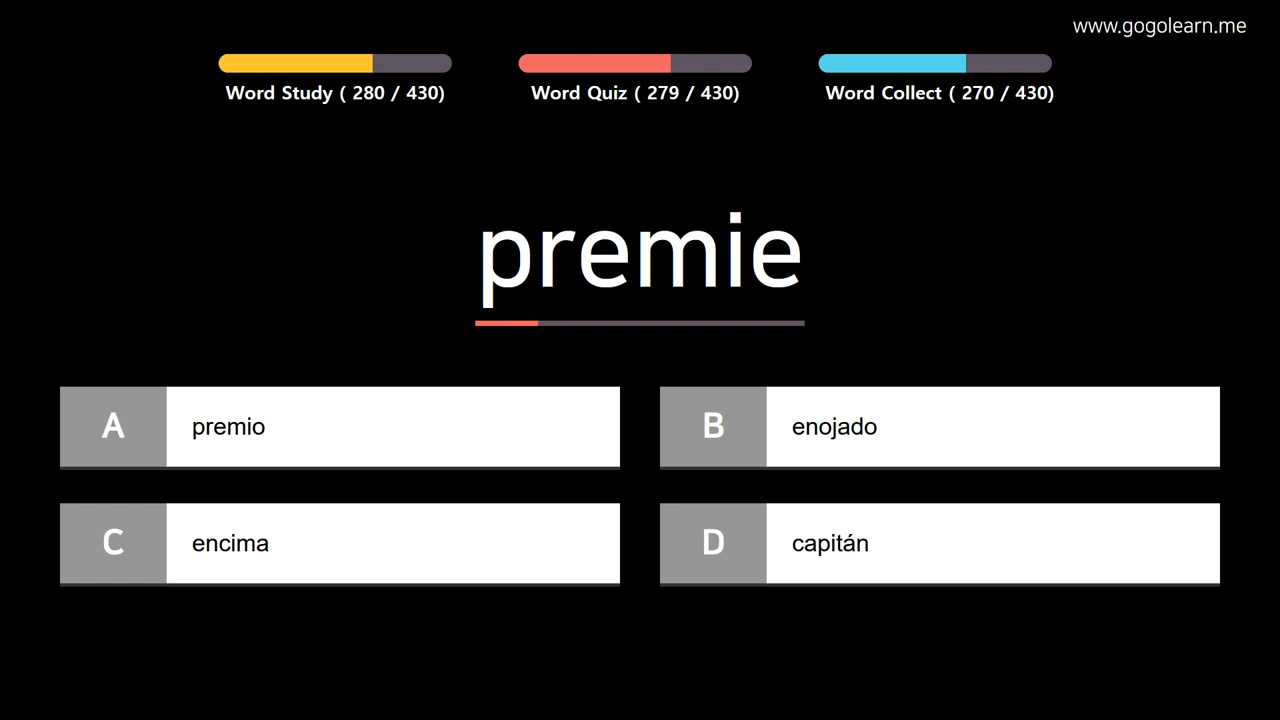 www.gogolearn.me
Word Study ( 280 / 430)
Word Quiz ( 279 / 430)
Word Collect ( 270 / 430)
premie
A premio
B enojado
C encima
D capitán